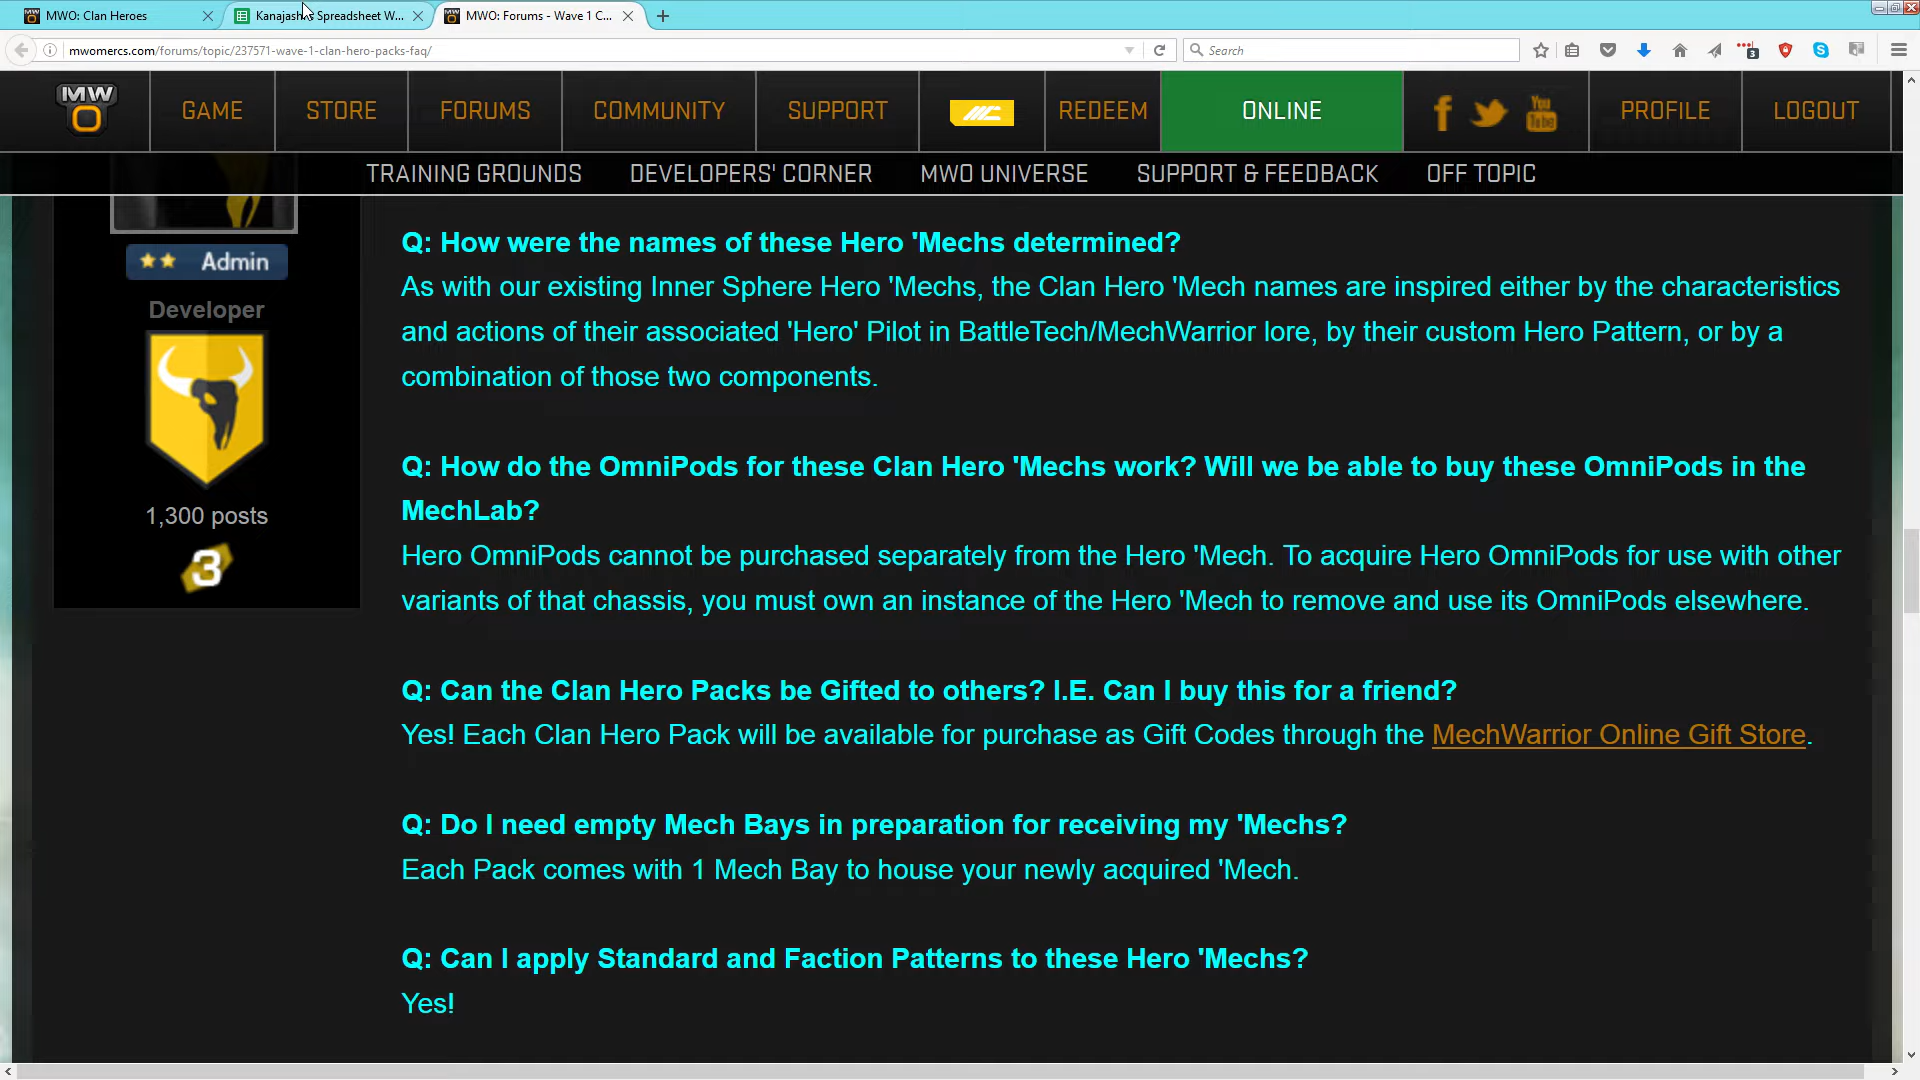 MWO: Clan Heroes
Kanajashi's Spreadsheet W...
MWO: Forums - Wave 1 C...
mwomercs.com/forums/topic/237571-wave-1-clan-hero-packs-faq/
Search
3
MW
O
GAME
STORE
FORUMS
COMMUNITY
SUPPORT
MC
REDEEM
ONLINE
You
Tube
PROFILE
LOGOUT
TRAINING GROUNDS
DEVELOPERS' CORNER
MWO UNIVERSE
SUPPORT & FEEDBACK
OFF TOPIC
Admin
Developer
1,300 posts
3
Q: How were the names of these Hero 'Mechs determined?
As with our existing Inner Sphere Hero 'Mechs, the Clan Hero 'Mech names are inspired either by the characteristics
and actions of their associated 'Hero' Pilot in BattleTech/MechWarrior lore, by their custom Hero Pattern, or by a
combination of those two components.
Q: How do the OmniPods for these Clan Hero 'Mechs work? Will we be able to buy these OmniPods in the
MechLab?
Hero OmniPods cannot be purchased separately from the Hero 'Mech. To acquire Hero OmniPods for use with other
variants of that chassis, you must own an instance of the Hero 'Mech to remove and use its OmniPods elsewhere.
Q: Can the Clan Hero Packs be Gifted to others? I.E. Can I buy this for a friend?
Yes! Each Clan Hero Pack will be available for purchase as Gift Codes through the MechWarrior Online Gift Store.
Q: Do I need empty Mech Bays in preparation for receiving my 'Mechs?
Each Pack comes with 1 Mech Bay to house your newly acquired 'Mech.
Q: Can I apply Standard and Faction Patterns to these Hero 'Mechs?
Yes!